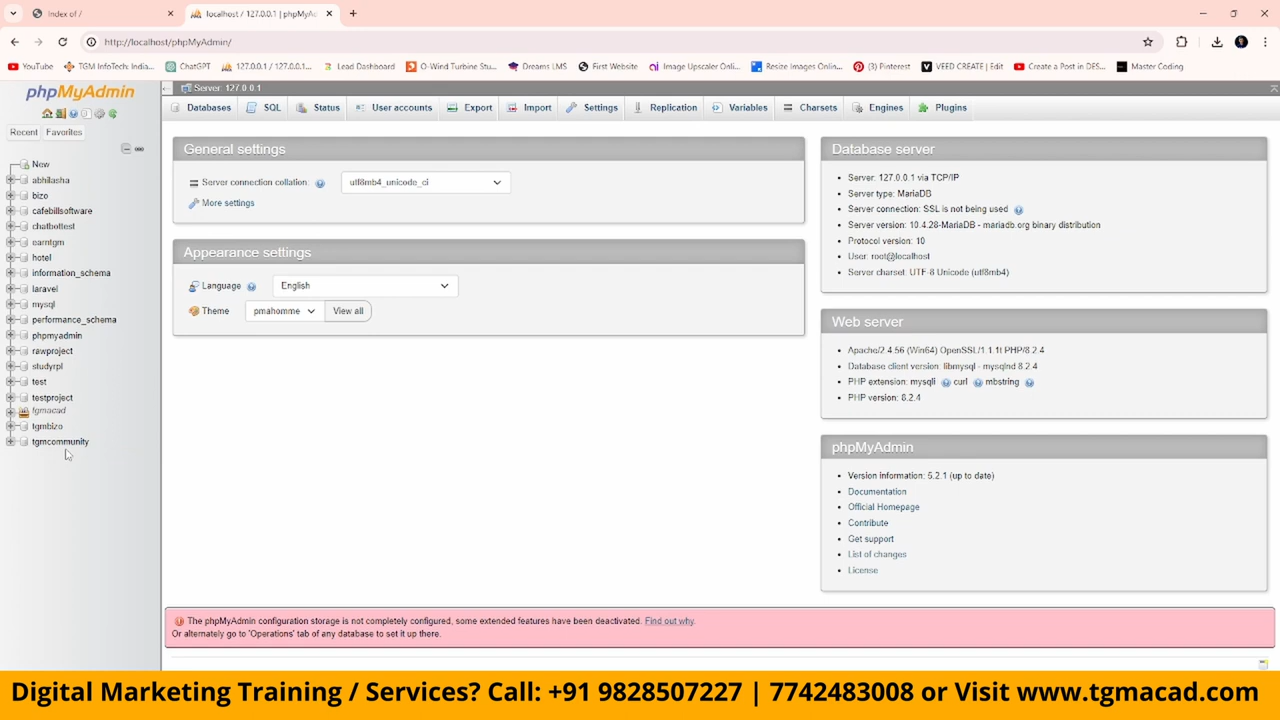 Index of /
localhost / 127.0.0.1 | phpMyAd
http://localhost/phpMyAdmin/
YouTube
TGM InfoTech: India...
ChatGPT
127.0.0.1 / 127.0.0.1...
Lead Dashboard
O-Wind Turbine Stu...
Dreams LMS
First Website
Image Upscaler Onli...
Resize Images Onlin...
(3) Pinterest
VEED CREATE | Edit
Create a Post in DES...
Master Coding
phpMyAdmin
Recent Favorites
New
abhilasha
bizo
cafebillsoftware
chatbottest
earntgm
hotel
information_schema
laravel
mysql
performance_schema
phpmyadmin
rawproject
studyrpl
test
testproject
tgmacad
tgmbizo
tgmcommunity
Server: 127.0.0.1
Databases SQL Status User accounts Export Import Settings Replication Variables Charsets Engines Plugins
General settings
Server connection collation: utf8mb4_unicode_ci
More settings
Appearance settings
Language English
Theme pmahomme View all
Database server
Server: 127.0.0.1 via TCP/IP
Server type: MariaDB
Server connection: SSL is not being used
Server version: 10.4.28-MariaDB - mariadb.org binary distribution
Protocol version: 10
User: root@localhost
Server charset: UTF-8 Unicode (utf8mb4)
Web server
Apache/2.4.56 (Win64) OpenSSL/1.1.1t PHP/8.2.4
Database client version: libmysql - mysqlnd 8.2.4
PHP extension: mysqli curl mbstring
PHP version: 8.2.4
phpMyAdmin
Version information: 5.2.1 (up to date)
Documentation
Official Homepage
Contribute
Get support
List of changes
License
The phpMyAdmin configuration storage is not completely configured, some extended features have been deactivated. Find out why.
Or alternately go to 'Operations' tab of any database to set it up there.
Digital Marketing Training / Services? Call: +91 9828507227 | 7742483008 or Visit www.tgmacad.com